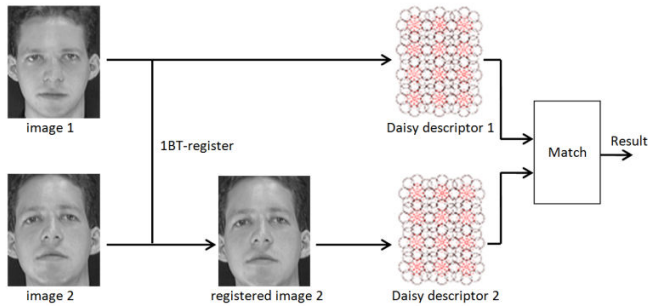 image 1
Daisy descriptor 1
1BT-register
Match
Result
image 2
registered image 2
Daisy descriptor 2